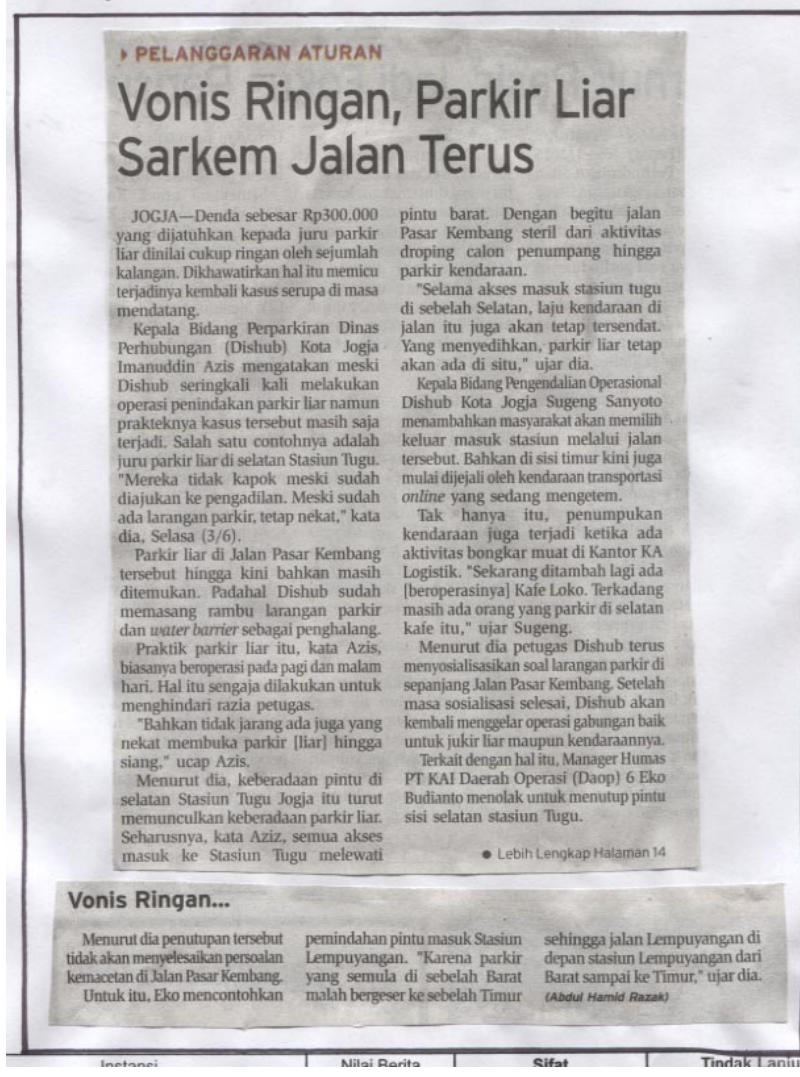 PELANGGARAN ATURAN
Vonis Ringan, Parkir Liar
Sarkem Jalan Terus
JOGJA—Denda sebesar Rp300.000
yang dijatuhkan kepada juru parkir
liar dinilai cukup ringan oleh sejumlah
kalangan. Dikhawatirkan hal itu memicu
terjadinya kembali kasus serupa di masa
mendatang.
Kepala Bidang Perparkiran Dinas
Perhubungan (Dishub) Kota Jogja
Imanuddin Azis mengatakan meski
Dishub seringkali kali melakukan
operasi penindakan parkir liar namun
prakteknya kasus tersebut masih saja
terjadi. Salah satu contohnya adalah
juru parkir liar di selatan Stasiun Tugu.
"Mereka tidak kapok meski sudah
diajukan ke pengadilan. Meski sudah
ada larangan parkir, tetap nekat," kata
dia, Selasa (3/6).
Parkir liar di Jalan Pasar Kembang
tersebut hingga kini bahkan masih
ditemukan. Padahal Dishub sudah
memasang rambu larangan parkir
dan water barrier sebagai penghalang.
Praktik parkir liar itu, kata Azis,
biasanya beroperasi pada pagi dan malam
hari. Hal itu sengaja dilakukan untuk
menghindari razia petugas.
"Bahkan tidak jarang ada juga yang
nekat membuka parkir [liar] hingga
siang," ucap Azis.
Menurut dia, keberadaan pintu di
selatan Stasiun Tugu Jogja itu turut
memunculkan keberadaan parkir liar.
Seharusnya, kata Aziz, semua akses
masuk ke Stasiun Tugu melewati
pintu barat. Dengan begitu jalan
Pasar Kembang steril dari aktivitas
droping calon penumpang hingga
parkir kendaraan.
"Selama akses masuk stasiun tugu
di sebelah Selatan, laju kendaraan di
jalan itu juga akan tetap tersendat.
Yang menyedihkan, parkir liar tetap
akan ada di situ," ujar dia.
Kepala Bidang Pengendalian Operasional
Dishub Kota Jogja Sugeng Sanyoto
menambahkan masyarakat akan memilih
keluar masuk stasiun melalui jalan
tersebut. Bahkan di sisi timur kini juga
mulai dijejali oleh kendaraan transportasi
online yang sedang mengetem.
Tak hanya itu, penumpukan
kendaraan juga terjadi ketika ada
aktivitas bongkar muat di Kantor KA
Logistik. "Sekarang ditambah lagi ada
[beroperasinya] Kafe Loko. Terkadang
masih ada orang yang parkir di selatan
kafe itu," ujar Sugeng.
Menurut dia petugas Dishub terus
menyosialisasikan soal larangan parkir di
sepanjang Jalan Pasar Kembang. Setelah
masa sosialisasi selesai, Dishub akan
kembali menggelar operasi gabungan baik
untuk jukir liar maupun kendaraannya.
Terkait dengan hal itu, Manager Humas
PT KAI Daerah Operasi (Daop) 6 Eko
Budianto menolak untuk menutup pintu
sisi selatan stasiun Tugu.
● Lebih Lengkap Halaman 14
Vonis Ringan...
Menurut dia penutupan tersebut
tidak akan menyelesaikan persoalan
kemacetan di Jalan Pasar Kembang.
Untuk itu, Eko mencontohkan
pemindahan pintu masuk Stasiun
Lempuyangan. "Karena parkir
yang semula di sebelah Barat
malah bergeser ke sebelah Timur
sehingga jalan Lempuyangan di
depan stasiun Lempuyangan dari
Barat sampai ke Timur," ujar dia.
(Abdul Hamid Razak)
Instansi Nilai Berita Sifat Tindak Lanju